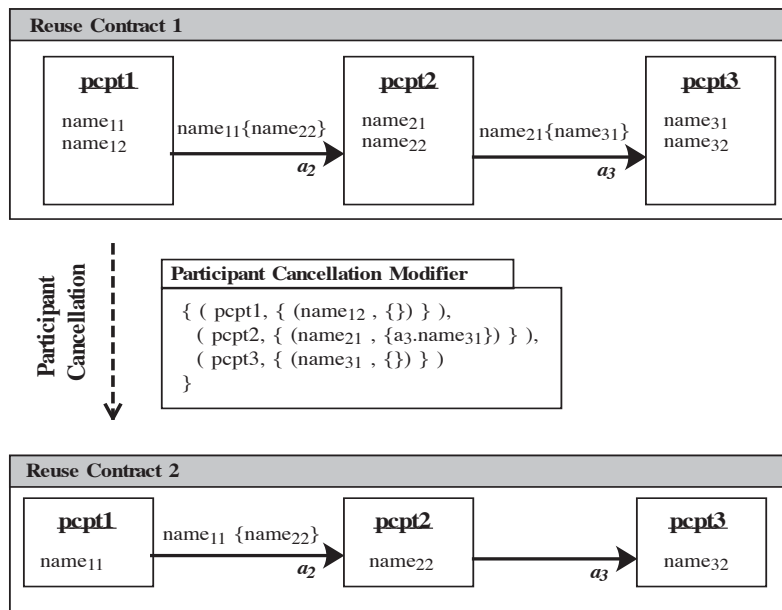 Reuse Contract 1
pcpt1 pcpt2 pcpt3
name₁₁ name₂₁ name₃₁
name₁₂ name₂₂ name₃₂
name₁₁{name₂₂} name₂₁{name₃₁}
a₂ a₃
Participant
Cancellation
Participant Cancellation Modifier
{ ( pcpt1, { (name₁₂ , {}) } ),
( pcpt2, { (name₂₁ , {a₃.name₃₁}) } ),
( pcpt3, { (name₃₁ , {}) } )
}
Reuse Contract 2
pcpt1 pcpt2 pcpt3
name₁₁ {name₂₂}
name₁₁ name₂₂ name₃₂
a₂ a₃